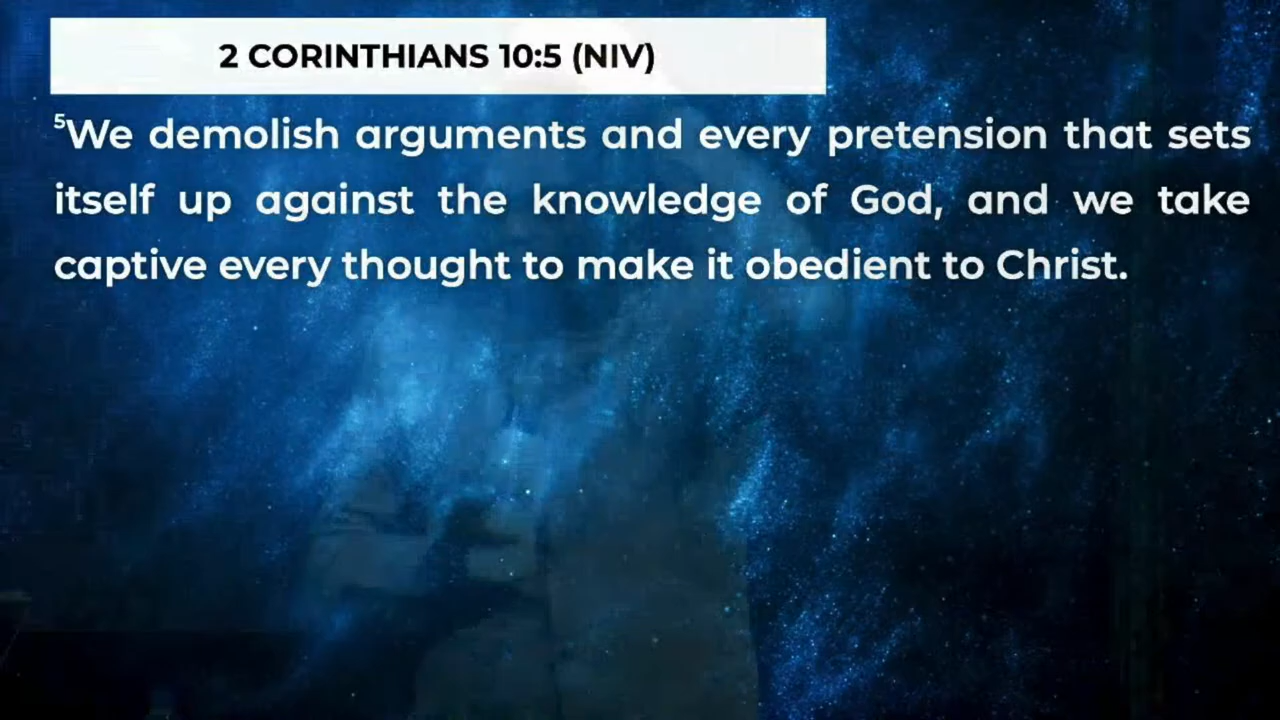 2 CORINTHIANS 10:5 (NIV)
⁵We demolish arguments and every pretension that sets
itself up against the knowledge of God, and we take
captive every thought to make it obedient to Christ.